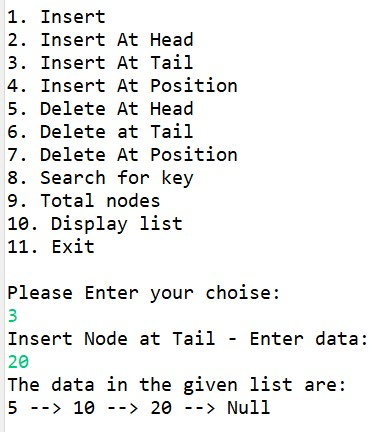 1. Insert
2. Insert At Head
3. Insert At Tail
4. Insert At Position
5. Delete At Head
6. Delete at Tail
7. Delete At Position
8. Search for key
9. Total nodes
10. Display list
11. Exit
Please Enter your choise:
3
Insert Node at Tail - Enter data:
20
The data in the given list are:
5 --> 10 --> 20 --> Null